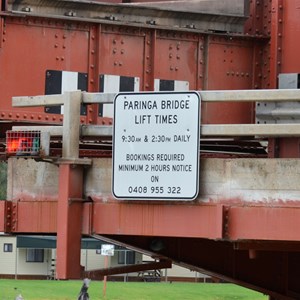 PARINGA BRIDGE
LIFT TIMES
9:30AM & 2:30PM DAILY
BOOKINGS REQUIRED
MINIMUM 2 HOURS NOTICE
ON
0408 955 322